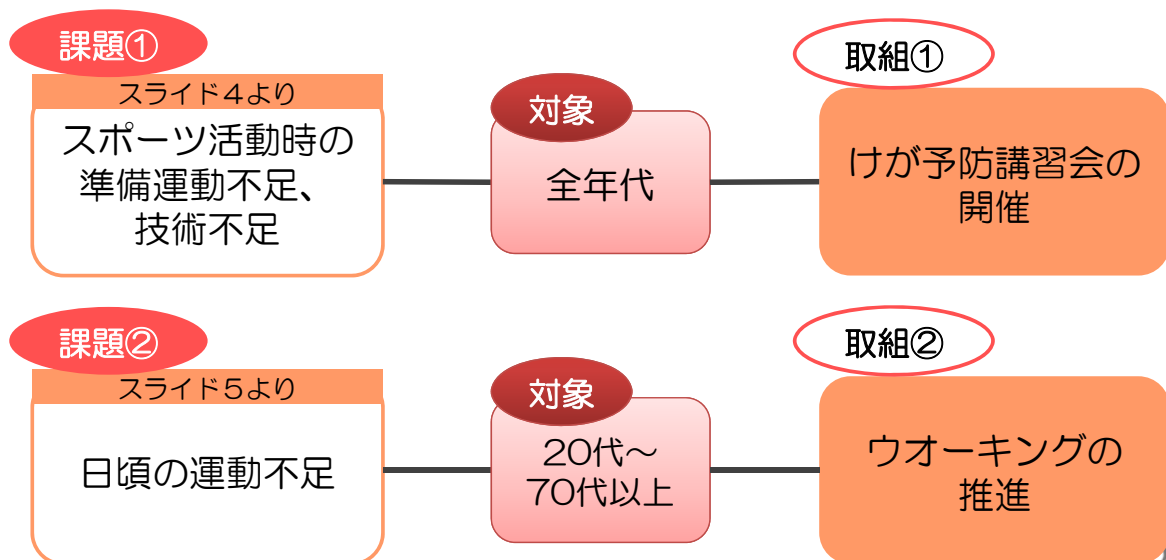 課題①
スライド4より
スポーツ活動時の
準備運動不足、
技術不足
対象
全年代
取組①
けが予防講習会の
開催
課題②
スライド5より
日頃の運動不足
対象
20代～
70代以上
取組②
ウオーキングの
推進